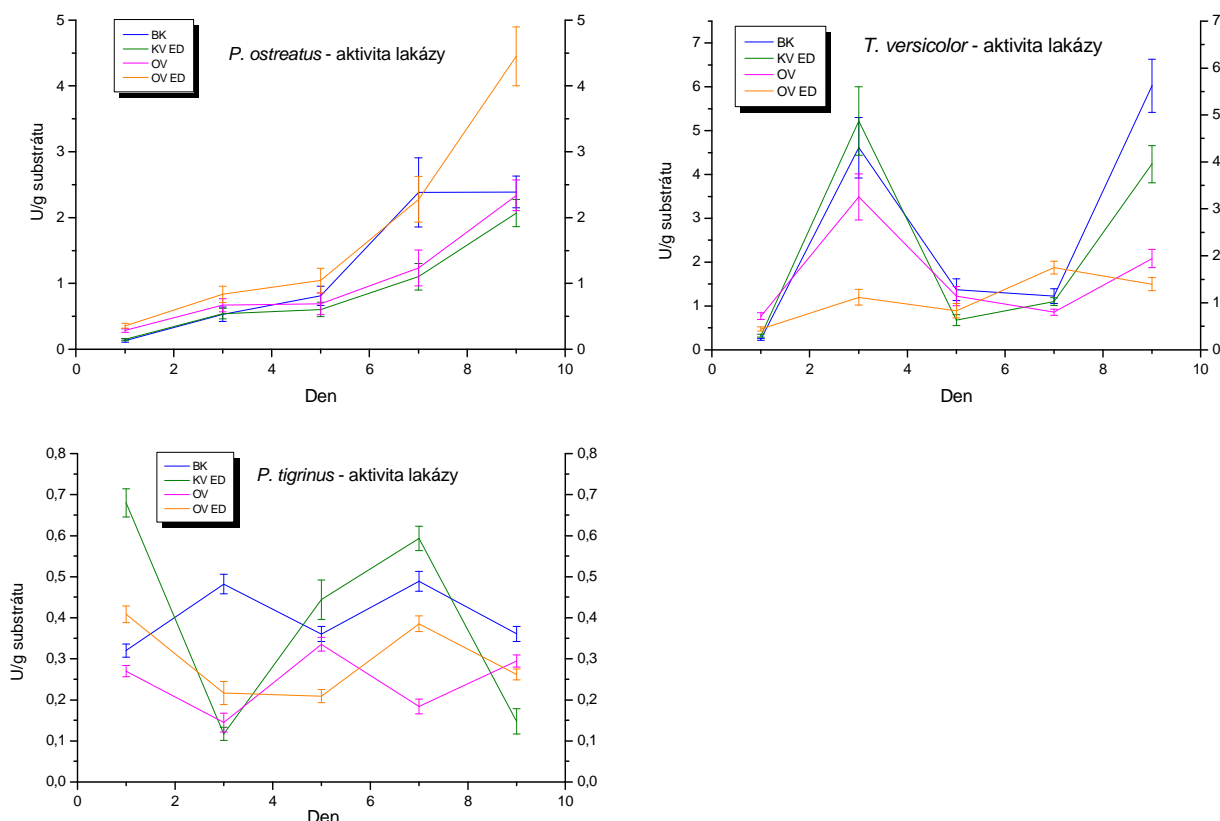 P. ostreatus - aktivita lakázy
BK
KV ED
OV
OV ED
U/g substrátu
5
4
3
2
1
0
5
4
3
2
1
0
0 2 4 6 8 10
Den
T. versicolor - aktivita lakázy
BK
KV ED
OV
OV ED
U/g substrátu
7
6
5
4
3
2
1
0
7
6
5
4
3
2
1
0
0 2 4 6 8 10
Den
P. tigrinus - aktivita lakázy
BK
KV ED
OV
OV ED
U/g substrátu
0,8
0,7
0,6
0,5
0,4
0,3
0,2
0,1
0,0
0,8
0,7
0,6
0,5
0,4
0,3
0,2
0,1
0,0
0 2 4 6 8 10
Den